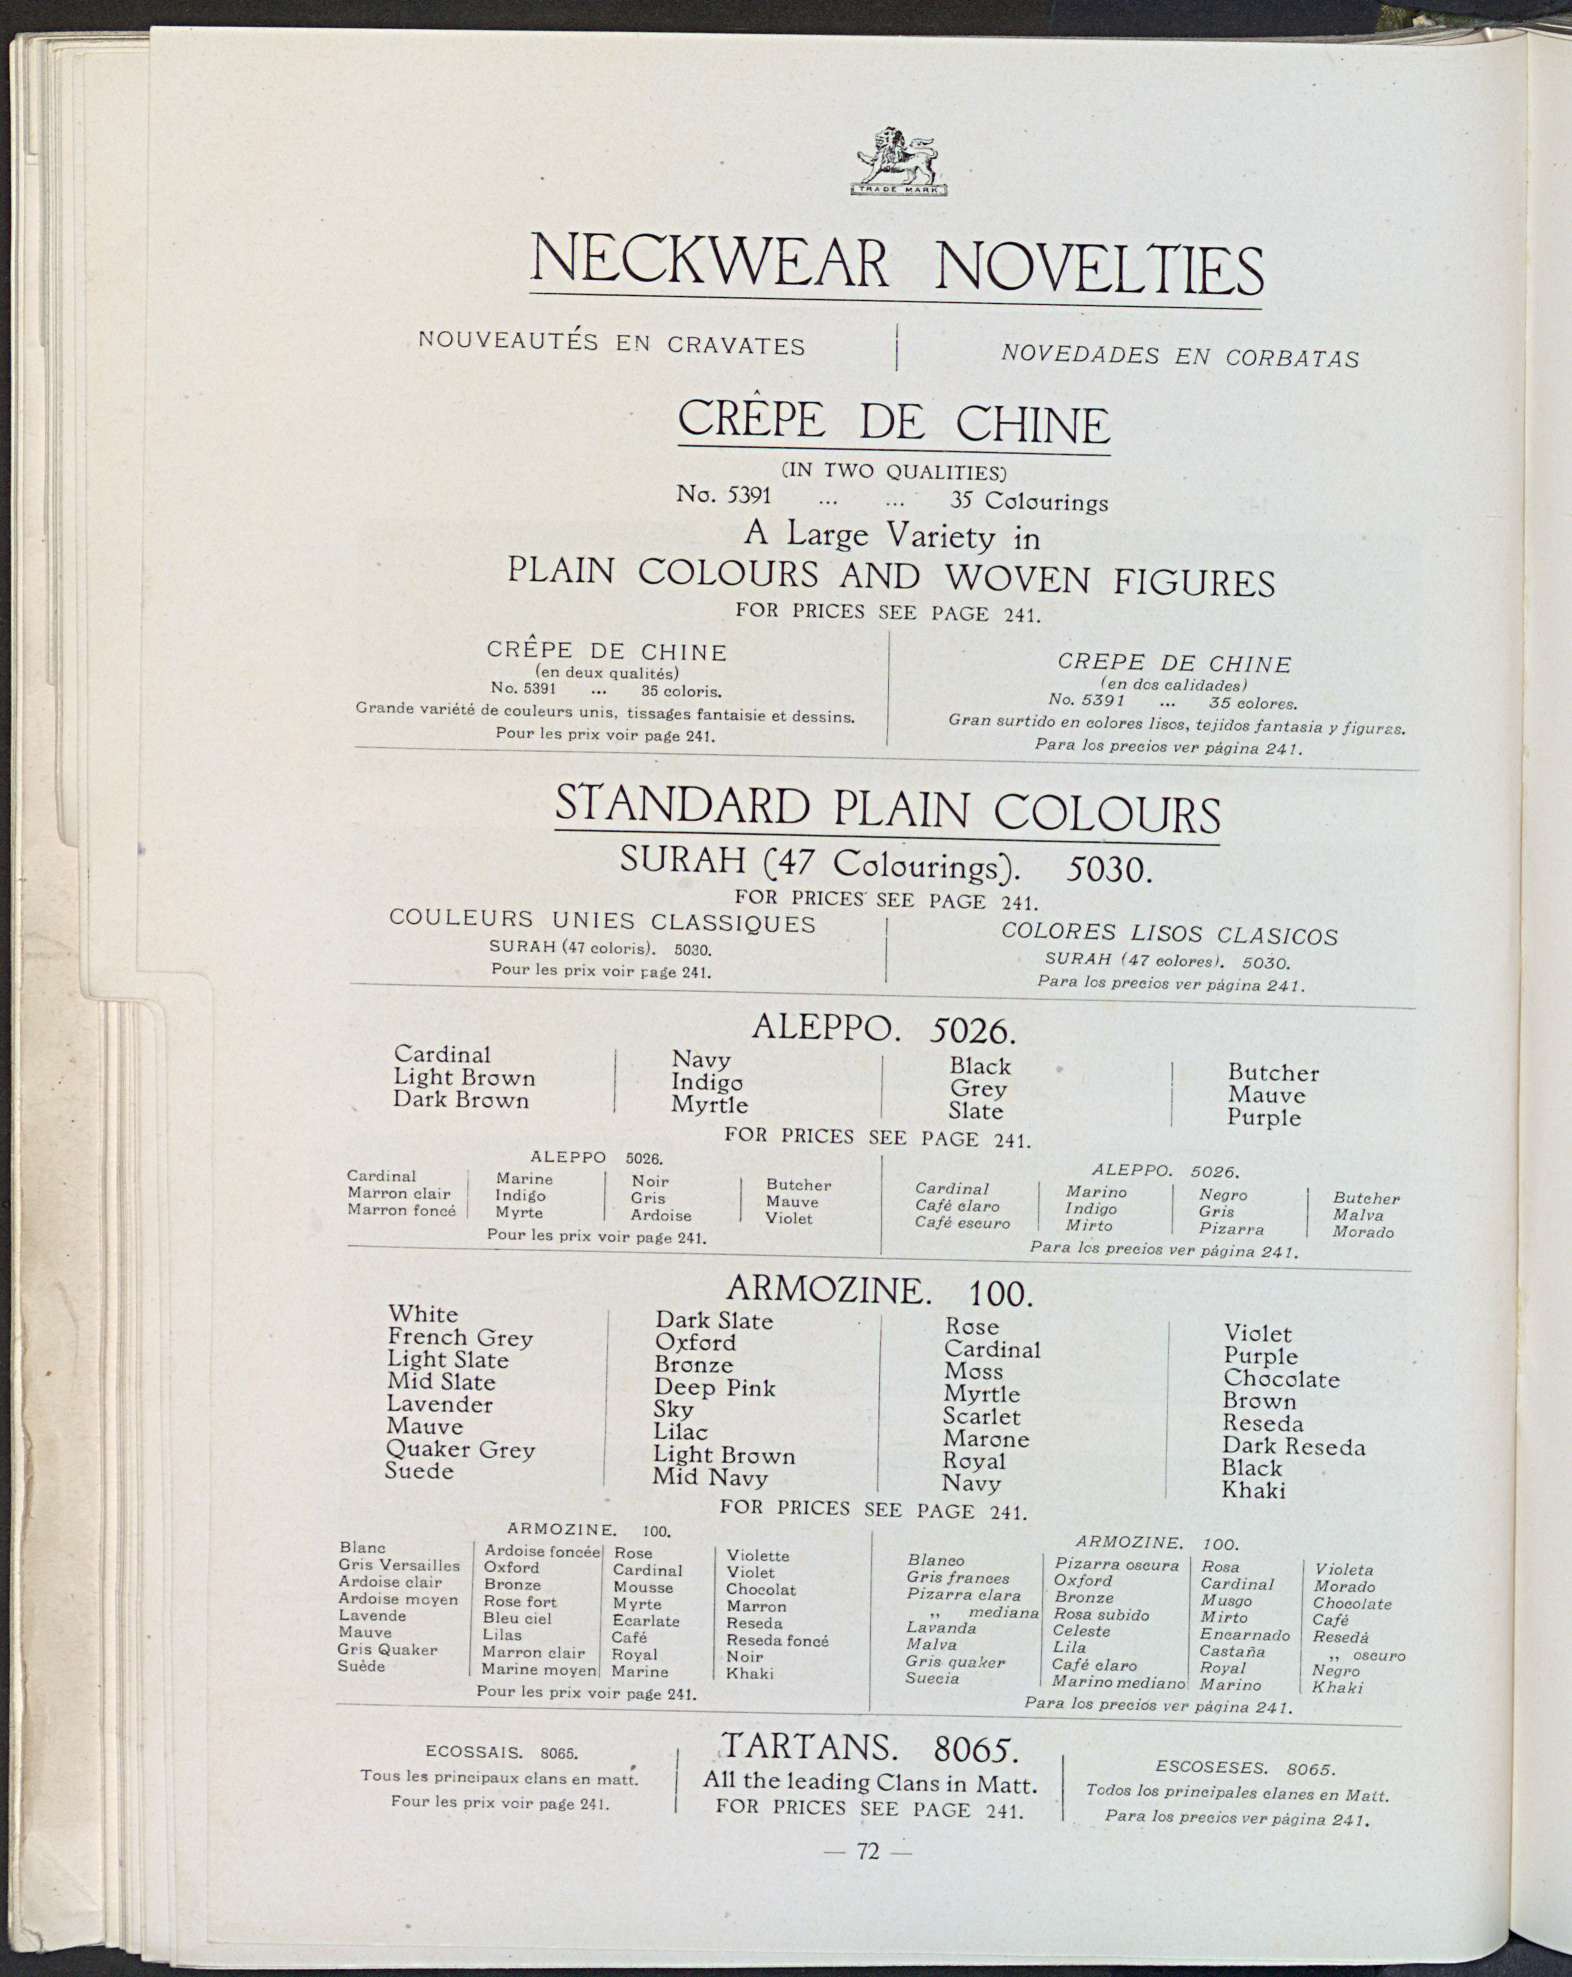 TRADE MARK
NECKWEAR NOVELTIES
NOUVEAUTÉS EN CRAVATES
NOVEDADES EN CORBATAS
CRÊPE DE CHINE
(IN TWO QUALITIES)
No. 5391 ... ... 35 Colourings
A Large Variety in
PLAIN COLOURS AND WOVEN FIGURES
FOR PRICES SEE PAGE 241.
CRÊPE DE CHINE
(en deux qualités)
No. 5391 ... 35 coloris.
Grande variété de couleurs unis, tissages fantaisie et dessins.
Pour les prix voir page 241.
CREPE DE CHINE
(en dos calidades)
No. 5391 ... 35 colores.
Gran surtido en colores lisos, tejidos fantasia y figuras.
Para los precios ver página 241.
STANDARD PLAIN COLOURS
SURAH (47 Colourings). 5030.
FOR PRICES SEE PAGE 241.
COULEURS UNIES CLASSIQUES
SURAH (47 coloris). 5030.
Pour les prix voir page 241.
COLORES LISOS CLASICOS
SURAH (47 colores). 5030.
Para los precios ver página 241.
ALEPPO. 5026.
Cardinal
Light Brown
Dark Brown
Navy
Indigo
Myrtle
Black
Grey
Slate
Butcher
Mauve
Purple
FOR PRICES SEE PAGE 241.
ALEPPO 5026.
Cardinal
Marron clair
Marron foncé
Marine
Indigo
Myrte
Noir
Gris
Ardoise
Butcher
Mauve
Violet
Pour les prix voir page 241.
ALEPPO. 5026.
Cardinal
Café claro
Café escuro
Marino
Indigo
Mirto
Negro
Gris
Pizarra
Butcher
Malva
Morado
Para los precios ver página 241.
ARMOZINE. 100.
White
French Grey
Light Slate
Mid Slate
Lavender
Mauve
Quaker Grey
Suede
Dark Slate
Oxford
Bronze
Deep Pink
Sky
Lilac
Light Brown
Mid Navy
Rose
Cardinal
Moss
Myrtle
Scarlet
Marone
Royal
Navy
Violet
Purple
Chocolate
Brown
Reseda
Dark Reseda
Black
Khaki
FOR PRICES SEE PAGE 241.
ARMOZINE. 100.
Blanc
Gris Versailles
Ardoise clair
Ardoise moyen
Lavende
Mauve
Gris Quaker
Suède
Ardoise foncée
Oxford
Bronze
Rose fort
Bleu ciel
Lilas
Marron clair
Marine moyen
Rose
Cardinal
Mousse
Myrte
Ecarlate
Café
Royal
Marine
Violette
Violet
Chocolat
Marron
Reseda
Reseda foncé
Noir
Khaki
Pour les prix voir page 241.
ARMOZINE. 100.
Blanco
Gris frances
Pizarra clara
,, mediana
Lavanda
Malva
Gris quaker
Suecia
Pizarra oscura
Oxford
Bronze
Rosa subido
Celeste
Lila
Café claro
Marino mediano
Rosa
Cardinal
Musgo
Mirto
Encarnado
Castaña
Royal
Marino
Violeta
Morado
Chocolate
Café
Resedá
,, oscuro
Negro
Khaki
Para los precios ver página 241.
ECOSSAIS. 8065.
Tous les principaux clans en matt.
Pour les prix voir page 241.
TARTANS. 8065.
All the leading Clans in Matt.
FOR PRICES SEE PAGE 241.
ESCOSESES. 8065.
Todos los principales clanes en Matt.
Para los precios ver página 241.
— 72 —